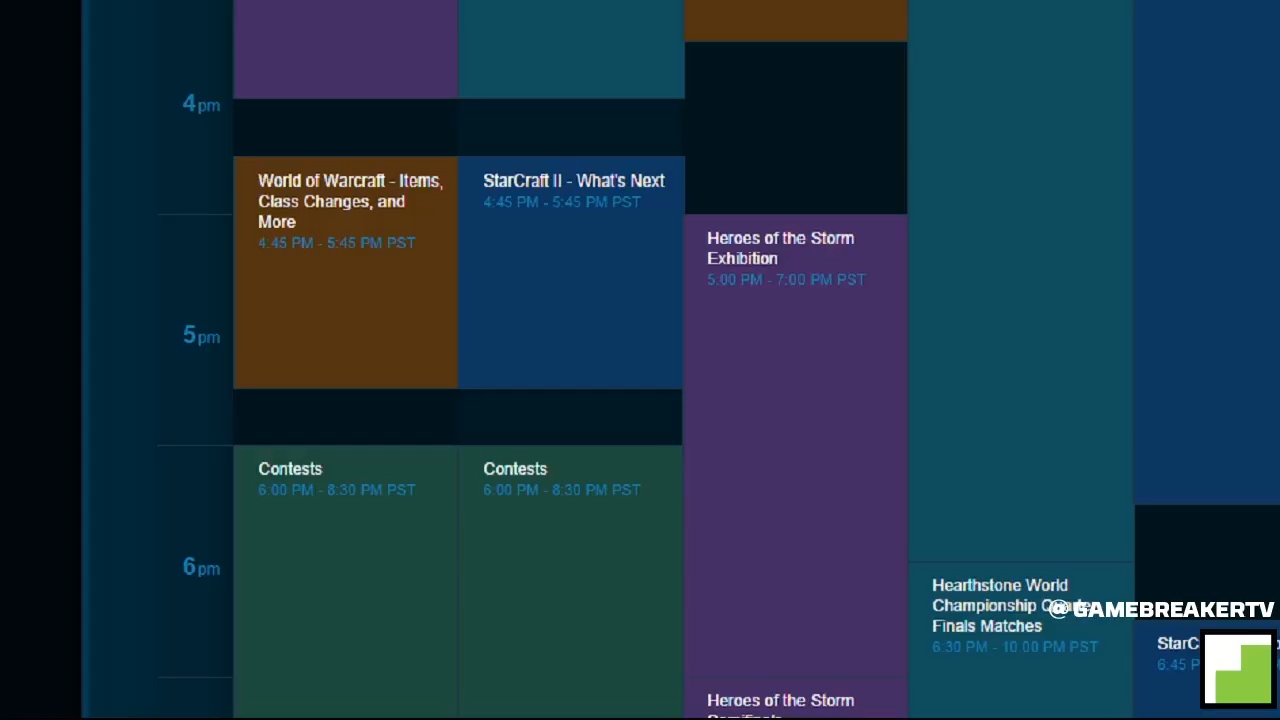 4pm
World of Warcraft - Items,
Class Changes, and
More
4:45 PM - 5:45 PM PST
StarCraft II - What's Next
4:45 PM - 5:45 PM PST
Heroes of the Storm
Exhibition
5:00 PM - 7:00 PM PST
5pm
Contests
6:00 PM - 8:30 PM PST
Contests
6:00 PM - 8:30 PM PST
6pm
Hearthstone World
Championship
Finals Matches
6:30 PM - 10:00 PM PST
@GAMEBREAKERTV
6:45
Heroes of the Storm